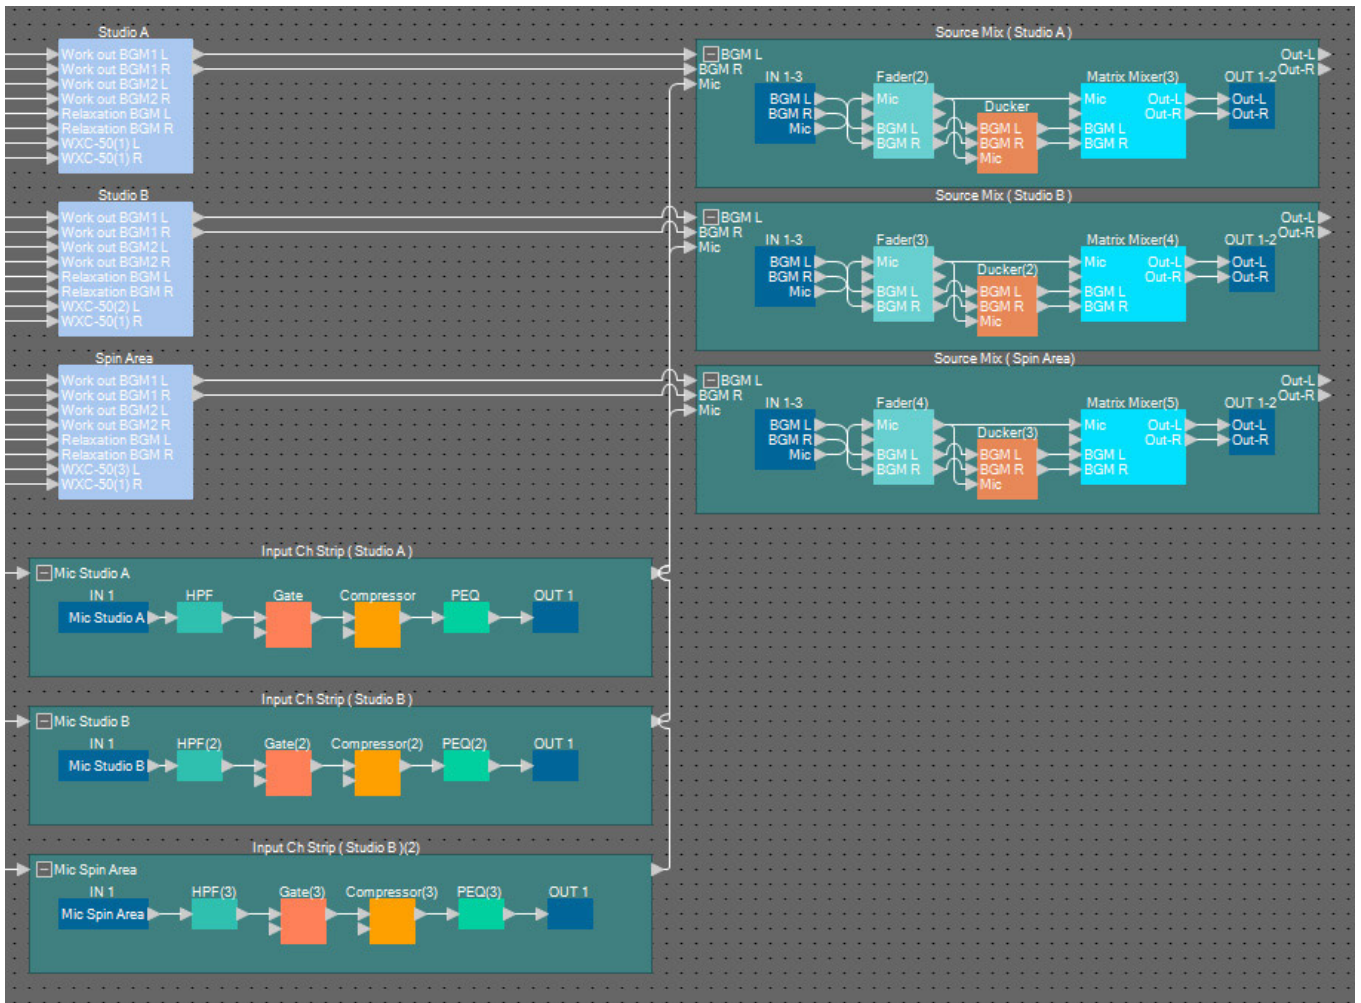 Studio A
Work out BGM1 L
Work out BGM1 R
Work out BGM2 L
Work out BGM2 R
Relaxation BGM L
Relaxation BGM R
WXC-50(1) L
WXC-50(1) R
Source Mix ( Studio A )
BGM L
BGM R
Mic
IN 1-3
BGM L
BGM R
Mic
Fader(2)
Mic
BGM L
BGM R
Ducker
BGM L
BGM R
Mic
Matrix Mixer(3)
Mic
BGM L
BGM R
Out-L
Out-R
OUT 1-2
Out-L
Out-R
Out-L
Out-R
Studio B
Work out BGM1 L
Work out BGM1 R
Work out BGM2 L
Work out BGM2 R
Relaxation BGM L
Relaxation BGM R
WXC-50(2) L
WXC-50(1) R
Source Mix ( Studio B )
BGM L
BGM R
Mic
IN 1-3
BGM L
BGM R
Mic
Fader(3)
Mic
BGM L
BGM R
Ducker(2)
BGM L
BGM R
Mic
Matrix Mixer(4)
Mic
BGM L
BGM R
Out-L
Out-R
OUT 1-2
Out-L
Out-R
Out-L
Out-R
Spin Area
Work out BGM1 L
Work out BGM1 R
Work out BGM2 L
Work out BGM2 R
Relaxation BGM L
Relaxation BGM R
WXC-50(3) L
WXC-50(1) R
Source Mix ( Spin Area)
BGM L
BGM R
Mic
IN 1-3
BGM L
BGM R
Mic
Fader(4)
Mic
BGM L
BGM R
Ducker(3)
BGM L
BGM R
Mic
Matrix Mixer(5)
Mic
BGM L
BGM R
Out-L
Out-R
OUT 1-2
Out-L
Out-R
Out-L
Out-R
Input Ch Strip ( Studio A )
Mic Studio A
IN 1
Mic Studio A
HPF
Gate
Compressor
PEQ
OUT 1
Input Ch Strip ( Studio B )
Mic Studio B
IN 1
Mic Studio B
HPF(2)
Gate(2)
Compressor(2)
PEQ(2)
OUT 1
Input Ch Strip ( Studio B )(2)
Mic Spin Area
IN 1
Mic Spin Area
HPF(3)
Gate(3)
Compressor(3)
PEQ(3)
OUT 1